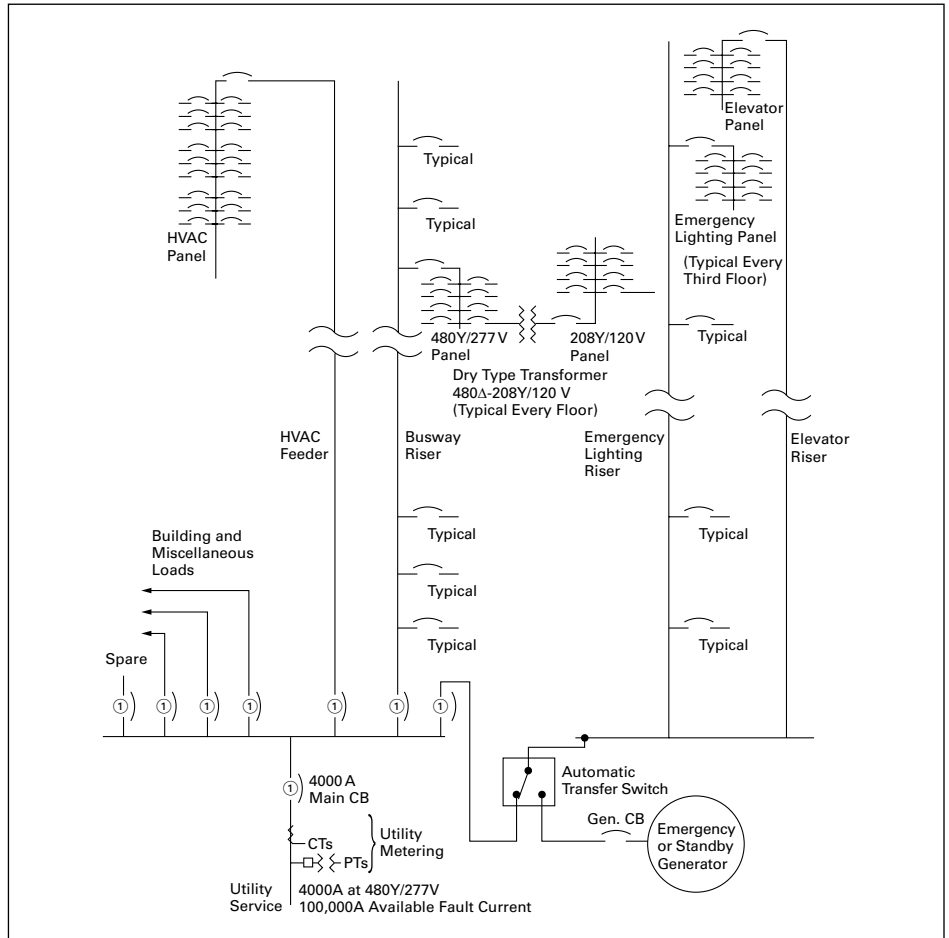 Elevator
Panel
Typical
Typical
HVAC
Panel
Emergency
Lighting Panel
(Typical Every
Third Floor)
480Y/277 V
Panel
208Y/120 V
Panel
Dry Type Transformer
480Δ-208Y/120 V
(Typical Every Floor)
Typical
HVAC
Feeder
Busway
Riser
Emergency
Lighting
Riser
Elevator
Riser
Building and
Miscellaneous
Loads
Typical
Typical
Typical
Typical
Typical
Spare
1
1
1
1
1
1
1
1
4000 A
Main CB
CTs
PTs
Utility
Metering
Utility
Service
4000A at 480Y/277V
100,000A Available Fault Current
Automatic
Transfer Switch
Gen. CB
Emergency
or Standby
Generator